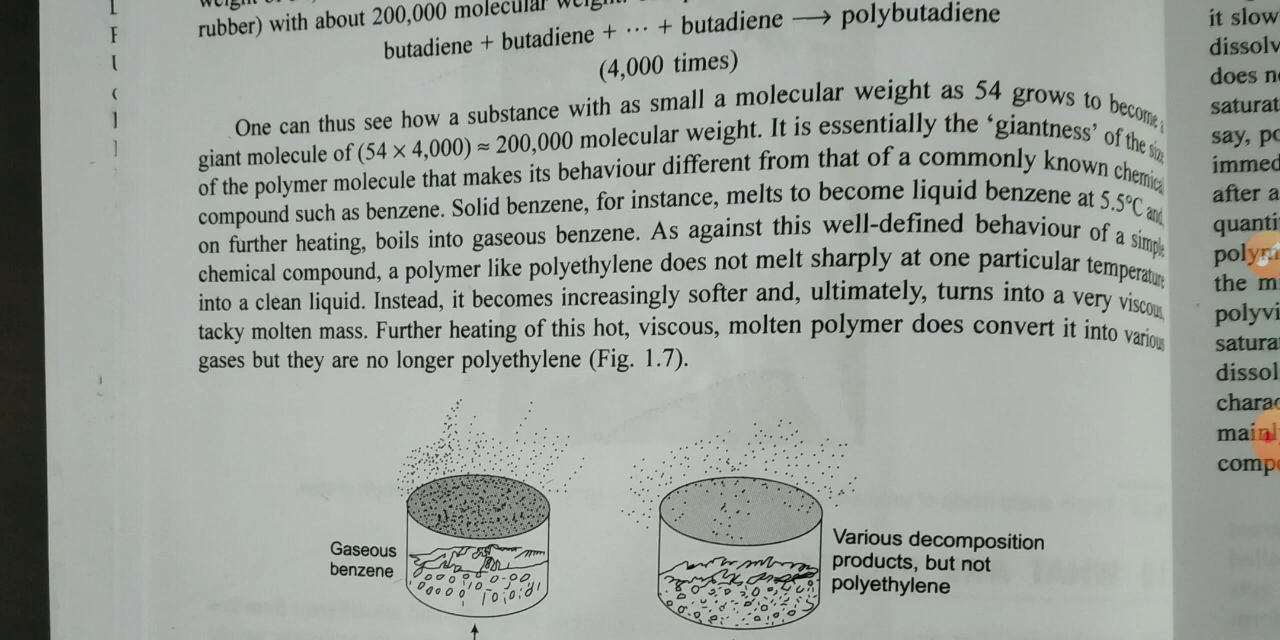 rubber) with about 200,000 molecular weight.
butadiene + butadiene + ··· + butadiene ⟶ polybutadiene
(4,000 times)
One can thus see how a substance with as small a molecular weight as 54 grows to become a
giant molecule of (54 × 4,000) ≈ 200,000 molecular weight. It is essentially the ‘giantness’ of the size
of the polymer molecule that makes its behaviour different from that of a commonly known chemical
compound such as benzene. Solid benzene, for instance, melts to become liquid benzene at 5.5°C and,
on further heating, boils into gaseous benzene. As against this well-defined behaviour of a simple
chemical compound, a polymer like polyethylene does not melt sharply at one particular temperature
into a clean liquid. Instead, it becomes increasingly softer and, ultimately, turns into a very viscous,
tacky molten mass. Further heating of this hot, viscous, molten polymer does convert it into various
gases but they are no longer polyethylene (Fig. 1.7).
Gaseous
benzene
Various decomposition
products, but not
polyethylene
it slow
dissolv
does n
saturat
say, po
immed
after a
quanti
polym
the m
polyvi
satura
dissol
charac
mainl
compo